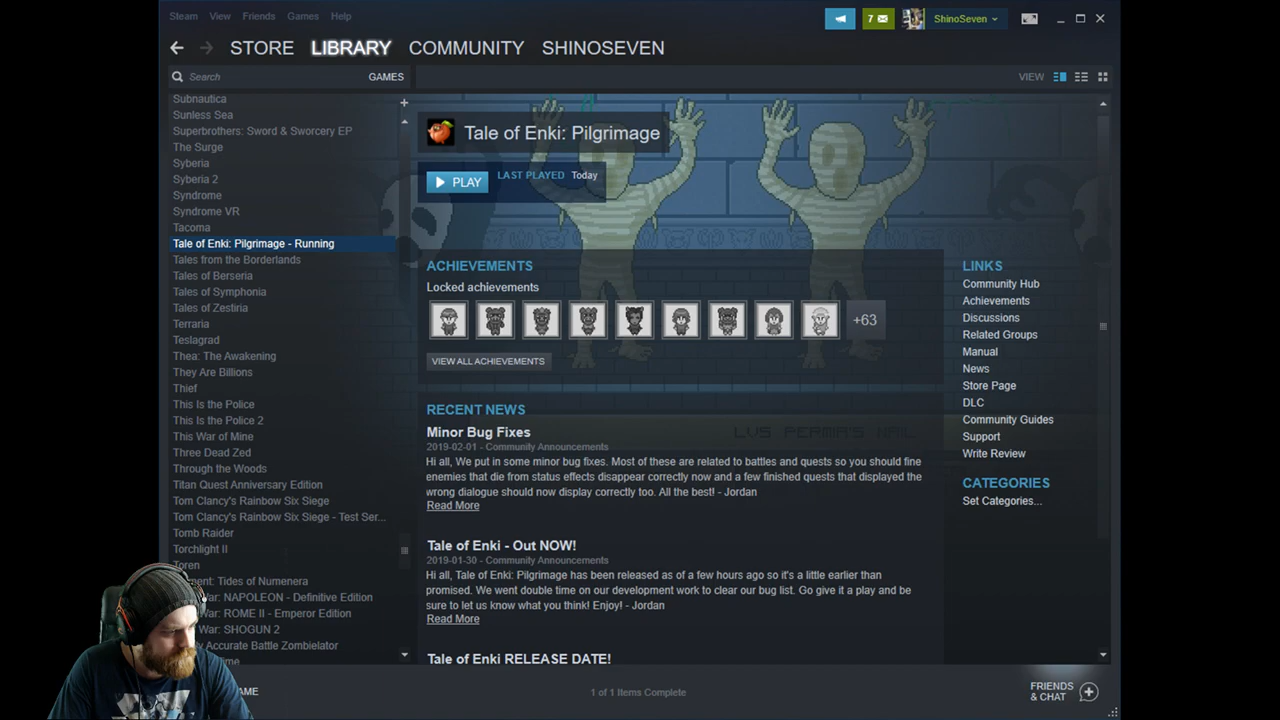 Steam View Friends Games Help
7
ShinoSeven
STORE LIBRARY COMMUNITY SHINOSEVEN
Search GAMES
VIEW
Subnautica
Sunless Sea
Superbrothers: Sword & Sworcery EP
The Surge
Syberia
Syberia 2
Syndrome
Syndrome VR
Tacoma
Tale of Enki: Pilgrimage - Running
Tales from the Borderlands
Tales of Berseria
Tales of Symphonia
Tales of Zestiria
Terraria
Teslagrad
Thea: The Awakening
They Are Billions
Thief
This Is the Police
This Is the Police 2
This War of Mine
Three Dead Zed
Through the Woods
Titan Quest Anniversary Edition
Tom Clancy's Rainbow Six Siege
Tom Clancy's Rainbow Six Siege - Test Ser...
Tomb Raider
Torchlight II
Toren
ment: Tides of Numenera
War: NAPOLEON - Definitive Edition
War: ROME II - Emperor Edition
War: SHOGUN 2
y Accurate Battle Zombielator
ime
AME
Tale of Enki: Pilgrimage
PLAY
LAST PLAYED Today
ACHIEVEMENTS
Locked achievements
+63
VIEW ALL ACHIEVEMENTS
RECENT NEWS
Minor Bug Fixes
2019-02-01 - Community Announcements
Hi all, We put in some minor bug fixes. Most of these are related to battles and quests so you should fine
enemies that die from status effects disappear correctly now and a few finished quests that displayed the
wrong dialogue should now display correctly too. All the best! - Jordan
Read More
Tale of Enki - Out NOW!
2019-01-30 - Community Announcements
Hi all, Tale of Enki: Pilgrimage has been released as of a few hours ago so it's a little earlier than
promised. We went double time on our development work to clear our bug list. Go give it a play and be
sure to let us know what you think! Enjoy! - Jordan
Read More
Tale of Enki RELEASE DATE!
LINKS
Community Hub
Achievements
Discussions
Related Groups
Manual
News
Store Page
DLC
Community Guides
Support
Write Review
CATEGORIES
Set Categories...
1 of 1 Items Complete
FRIENDS
& CHAT